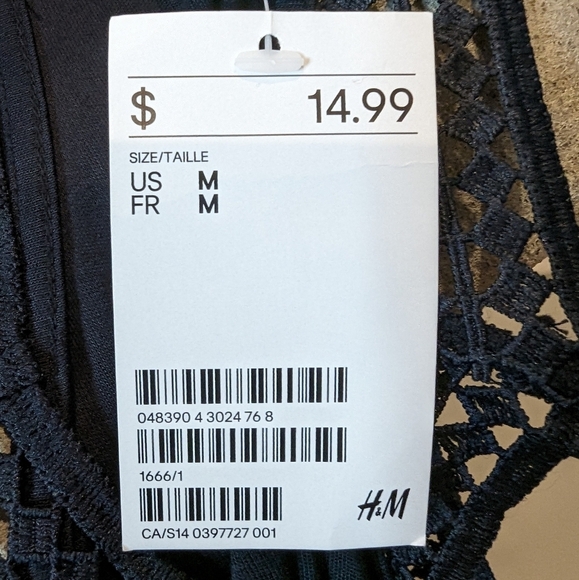 $ 14.99
SIZE/TAILLE
US M
FR M
048390 4 3024 76 8
1666/1
H&M
CA/S14 0397727 001